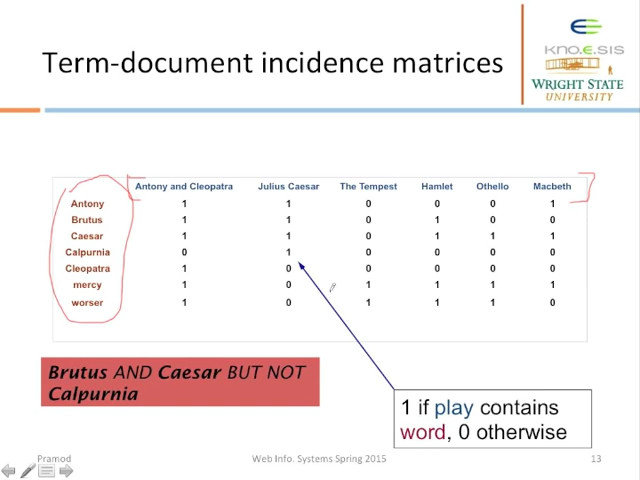 Term-document incidence matrices
kno.e.sis
WRIGHT STATE
UNIVERSITY
Antony and Cleopatra Julius Caesar The Tempest Hamlet Othello Macbeth
Antony 1 1 0 0 0 1
Brutus 1 1 0 1 0 0
Caesar 1 1 0 1 1 1
Calpurnia 0 1 0 0 0 0
Cleopatra 1 0 0 0 0 0
mercy 1 0 1 1 1 1
worser 1 0 1 1 1 0
Brutus AND Caesar BUT NOT
Calpurnia
1 if play contains
word, 0 otherwise
Pramod Web Info. Systems Spring 2015 13